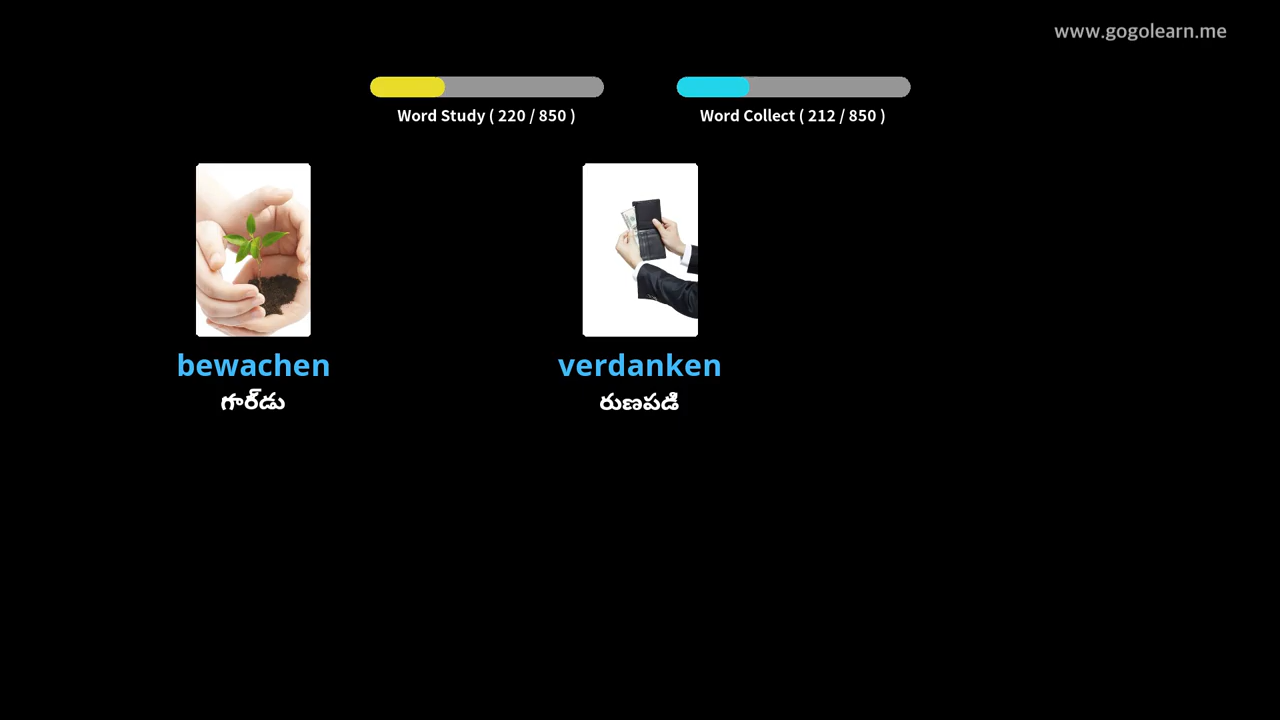 www.gogolearn.me
Word Study ( 220 / 850 )
Word Collect ( 212 / 850 )
bewachen
గార్‌డు
verdanken
రుణపడి